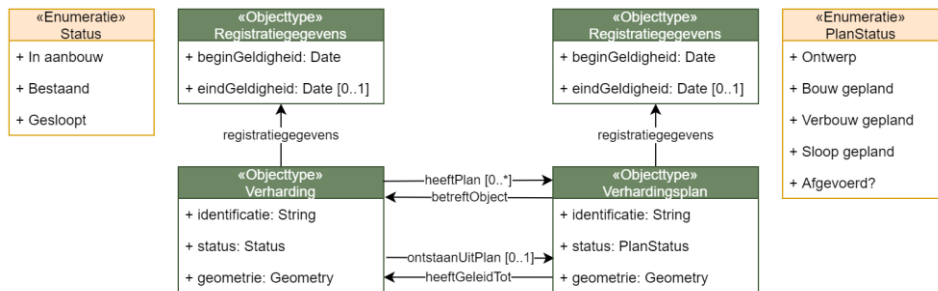 «Enumeratie»
Status
+ In aanbouw
+ Bestaand
+ Gesloopt
«Objecttype»
Registratiegegevens
+ beginGeldigheid: Date
+ eindGeldigheid: Date [0..1]
«Objecttype»
Registratiegegevens
+ beginGeldigheid: Date
+ eindGeldigheid: Date [0..1]
«Enumeratie»
PlanStatus
+ Ontwerp
+ Bouw gepland
+ Verbouw gepland
+ Sloop gepland
+ Afgevoerd?
registratiegegevens
registratiegegevens
«Objecttype»
Verharding
+ identificatie: String
+ status: Status
+ geometrie: Geometry
heeftPlan [0..*]
betreftObject
ontstaanUitPlan [0..1]
heeftGeleidTot
«Objecttype»
Verhardingsplan
+ identificatie: String
+ status: PlanStatus
+ geometrie: Geometry